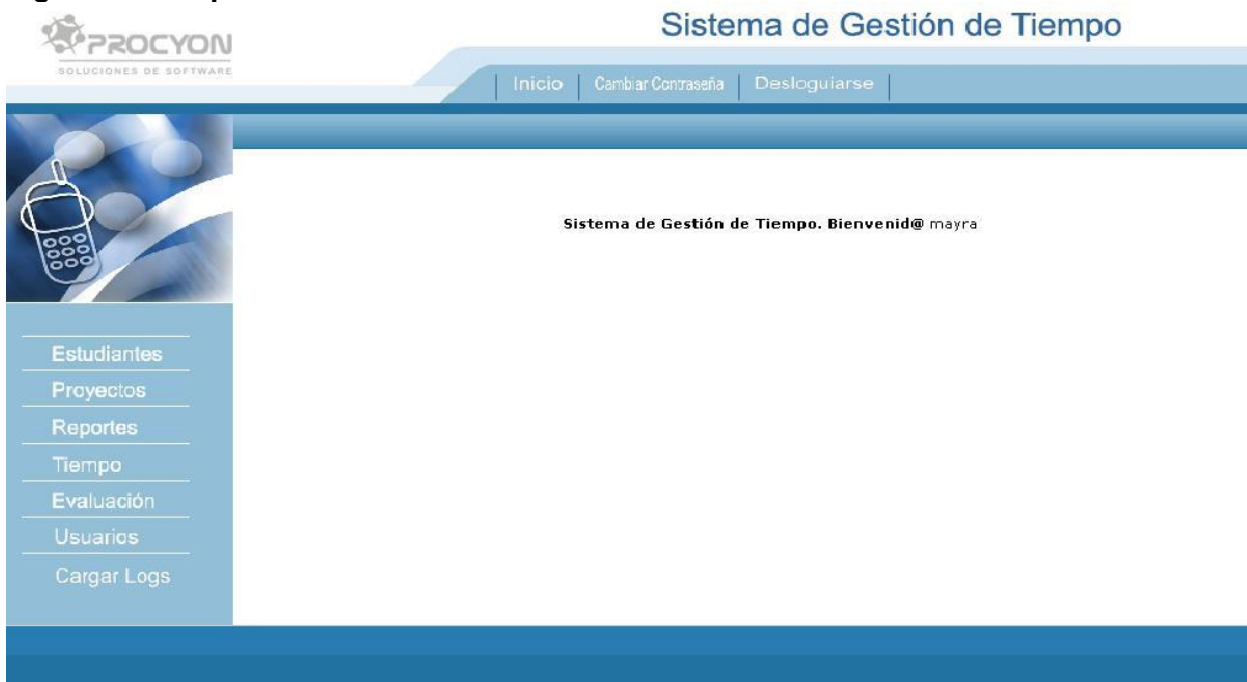 PROCYON
SOLUCIONES DE SOFTWARE
Sistema de Gestión de Tiempo
Inicio Cambiar Contraseña Desloguiarse
Sistema de Gestión de Tiempo. Bienvenid@ mayra
Estudiantes
Proyectos
Reportes
Tiempo
Evaluación
Usuarios
Cargar Logs